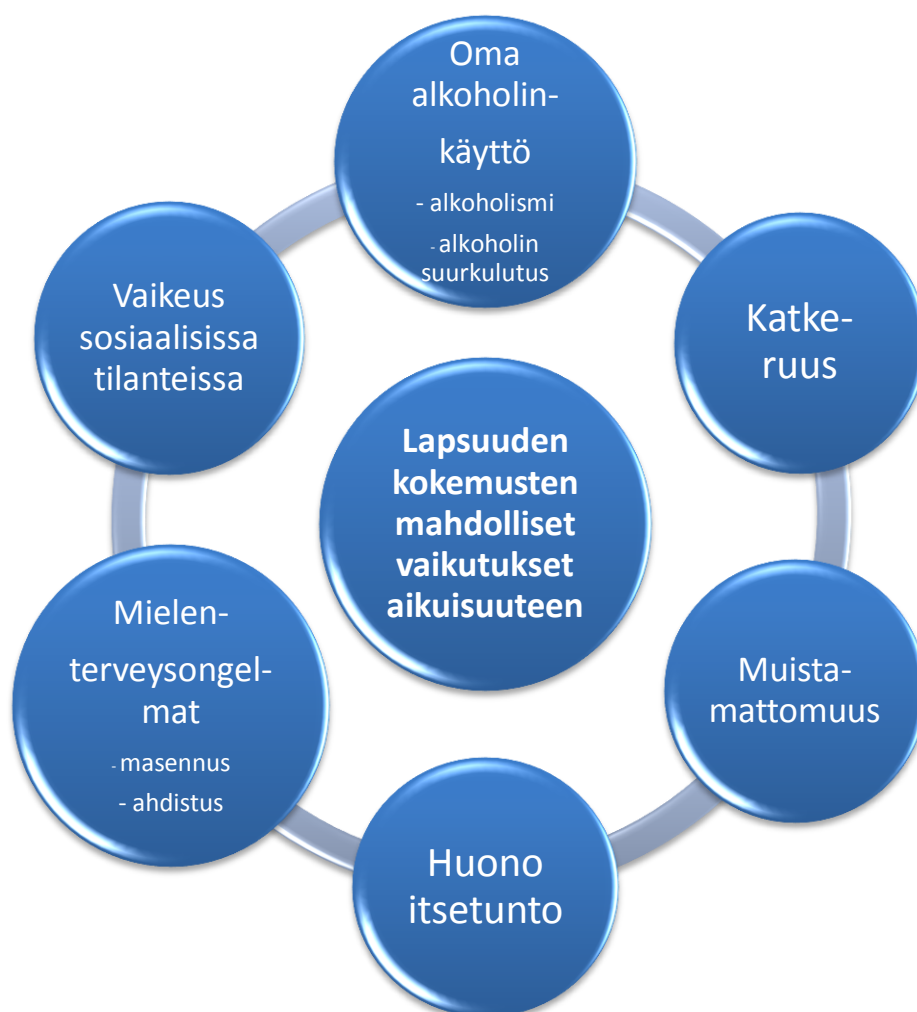 Oma
alkoholin-
käyttö
- alkoholismi
- alkoholin
suurkulutus
Katke-
ruus
Muista-
mattomuus
Huono
itsetunto
Mielen-
terveysongel-
mat
- masennus
- ahdistus
Vaikeus
sosiaalisissa
tilanteissa
Lapsuuden
kokemusten
mahdolliset
vaikutukset
aikuisuuteen